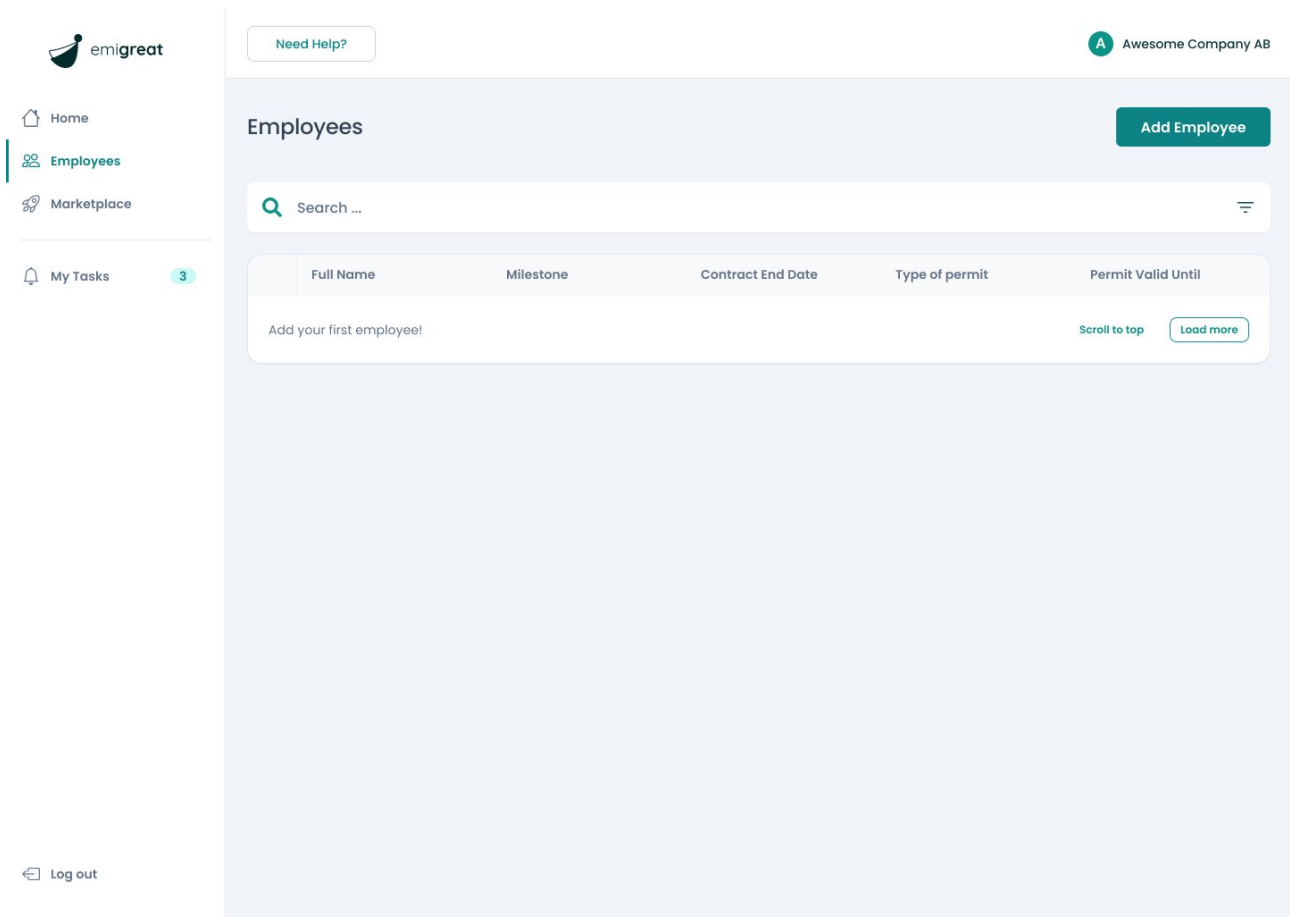 emigreat
Need Help?
A Awesome Company AB
Home
Employees
Marketplace
My Tasks 3
Log out
Employees
Add Employee
Search ...
Full Name Milestone Contract End Date Type of permit Permit Valid Until
Add your first employee! Scroll to top Load more